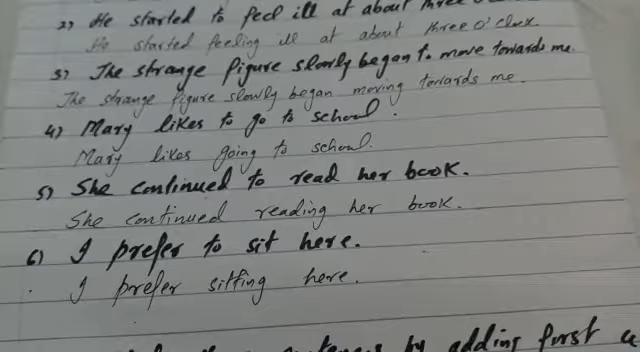 2) He started to feel ill at about three
He started feeling ill at about three O'clock
3) The strange figure slowly began to move towards me.
The strange figure slowly began moving towards me.
4) Mary likes to go to school.
Mary likes going to school.
5) She continued to read her book.
She continued reading her book.
6) I prefer to sit here.
I prefer sitting here.
by adding first